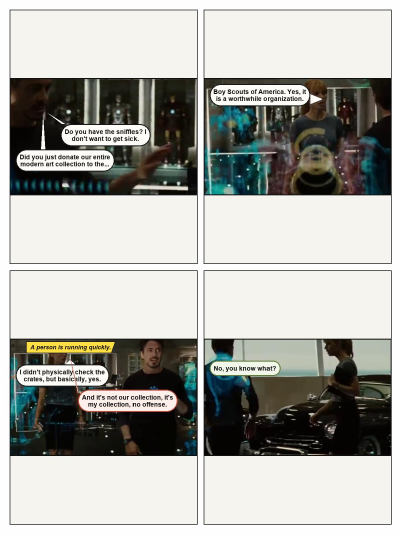 Do you have the sniffles? I
don't want to get sick.
Did you just donate our entire
modern art collection to the...
Boy Scouts of America. Yes, it
is a worthwhile organization.
A person is running quickly.
I didn't physically check the
crates, but basically, yes.
And it's not our collection, it's
my collection, no offense.
No, you know what?